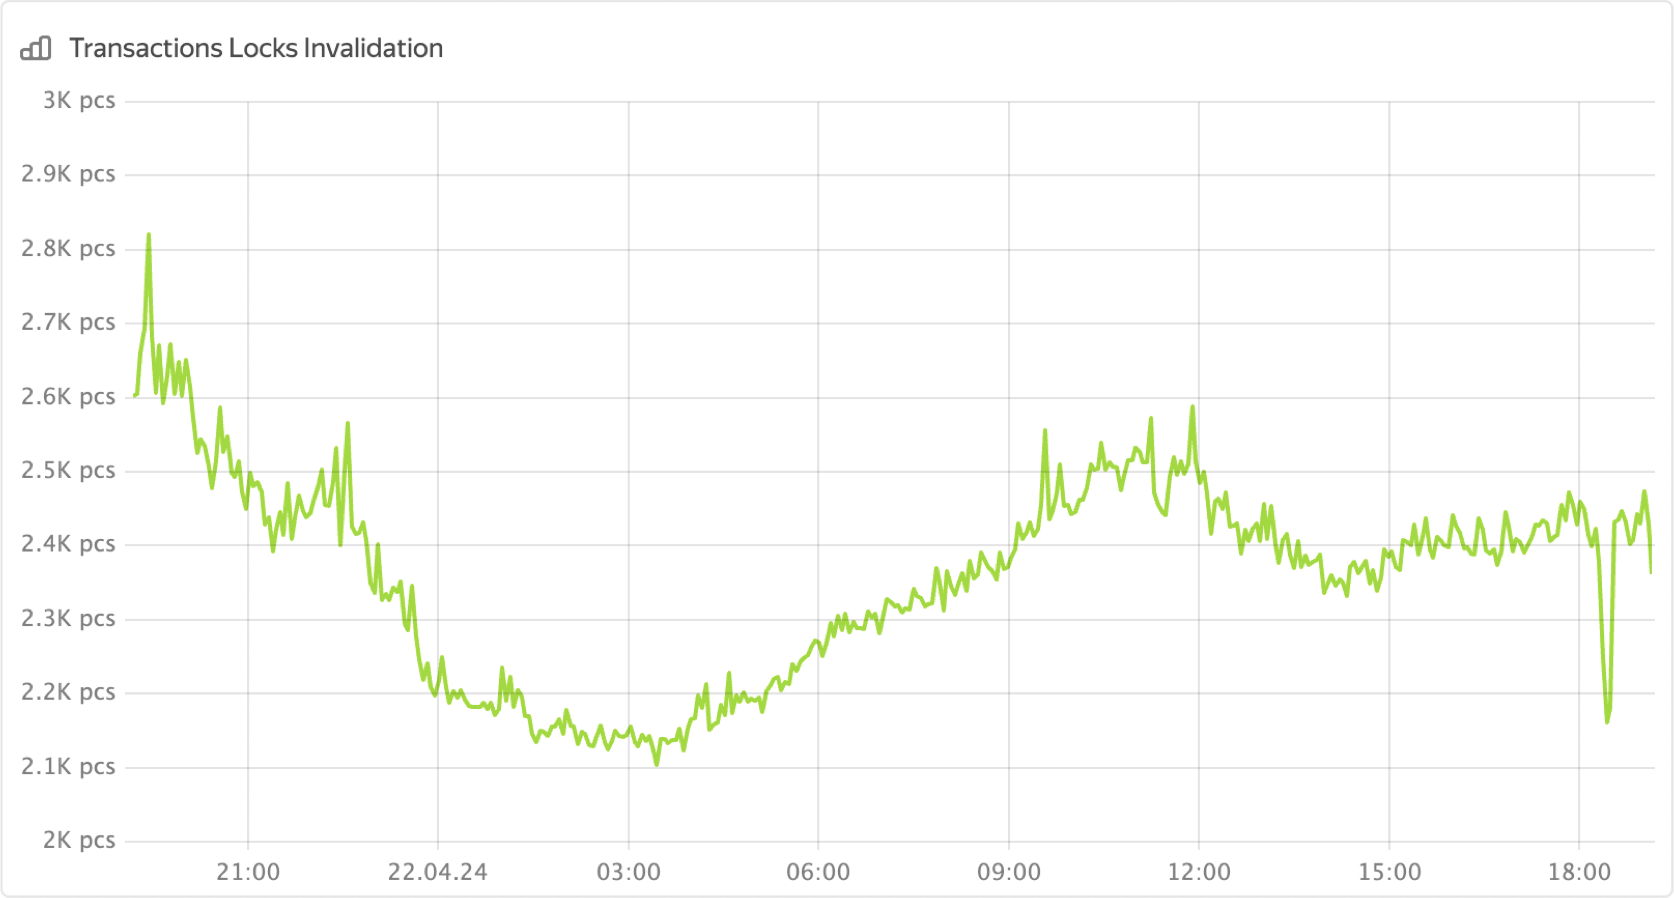 Transactions Locks Invalidation
3K pcs
2.9K pcs
2.8K pcs
2.7K pcs
2.6K pcs
2.5K pcs
2.4K pcs
2.3K pcs
2.2K pcs
2.1K pcs
2K pcs
21:00 22.04.24 03:00 06:00 09:00 12:00 15:00 18:00